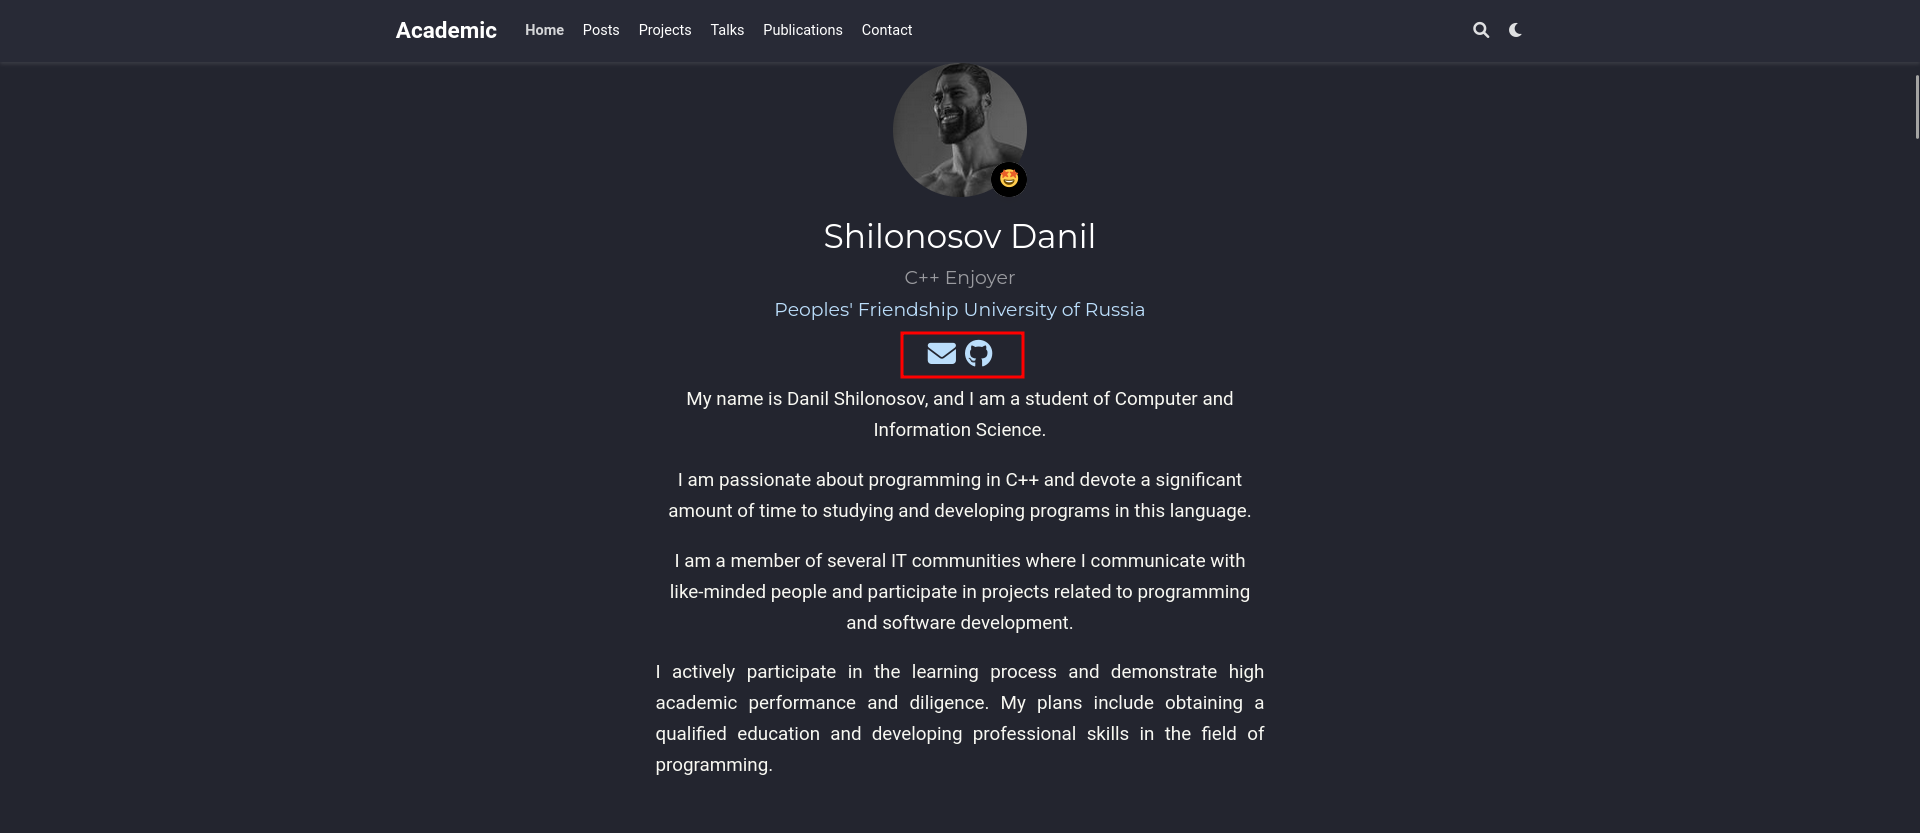 Academic Home Posts Projects Talks Publications Contact
Shilonosov Danil
C++ Enjoyer
Peoples' Friendship University of Russia
My name is Danil Shilonosov, and I am a student of Computer and
Information Science.
I am passionate about programming in C++ and devote a significant
amount of time to studying and developing programs in this language.
I am a member of several IT communities where I communicate with
like-minded people and participate in projects related to programming
and software development.
I actively participate in the learning process and demonstrate high
academic performance and diligence. My plans include obtaining a
qualified education and developing professional skills in the field of
programming.